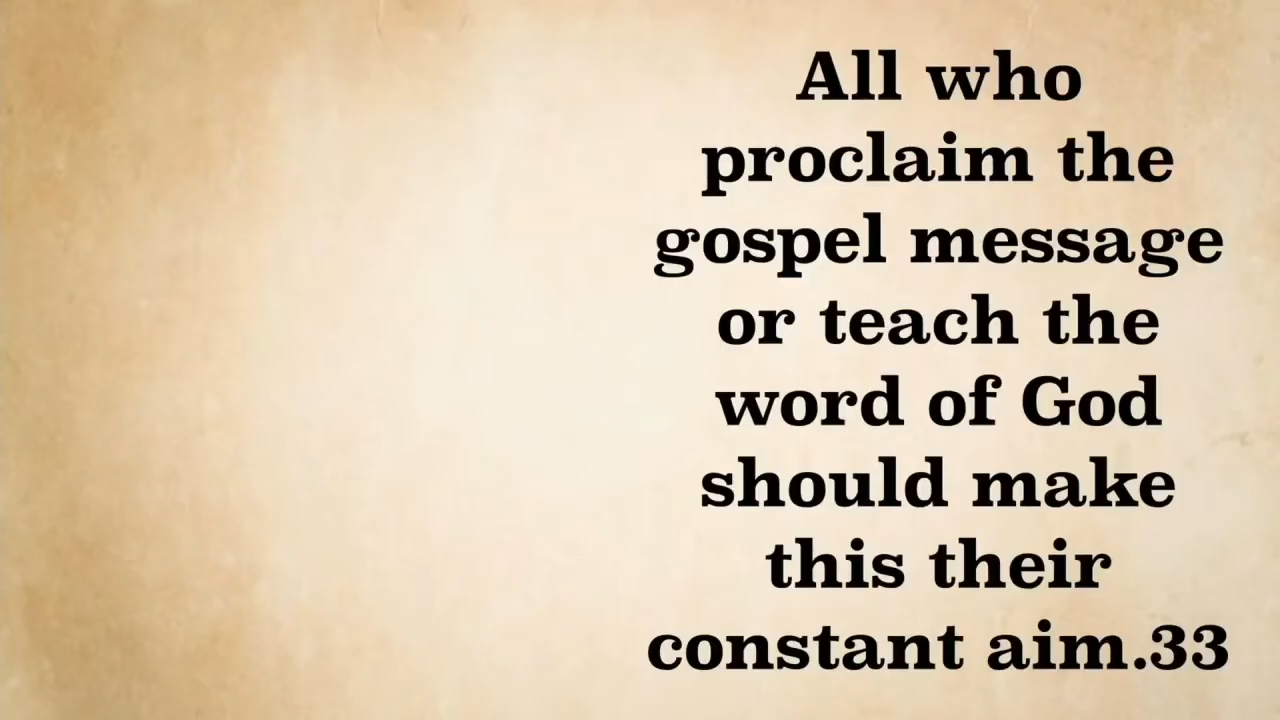 All who
proclaim the
gospel message
or teach the
word of God
should make
this their
constant aim.33